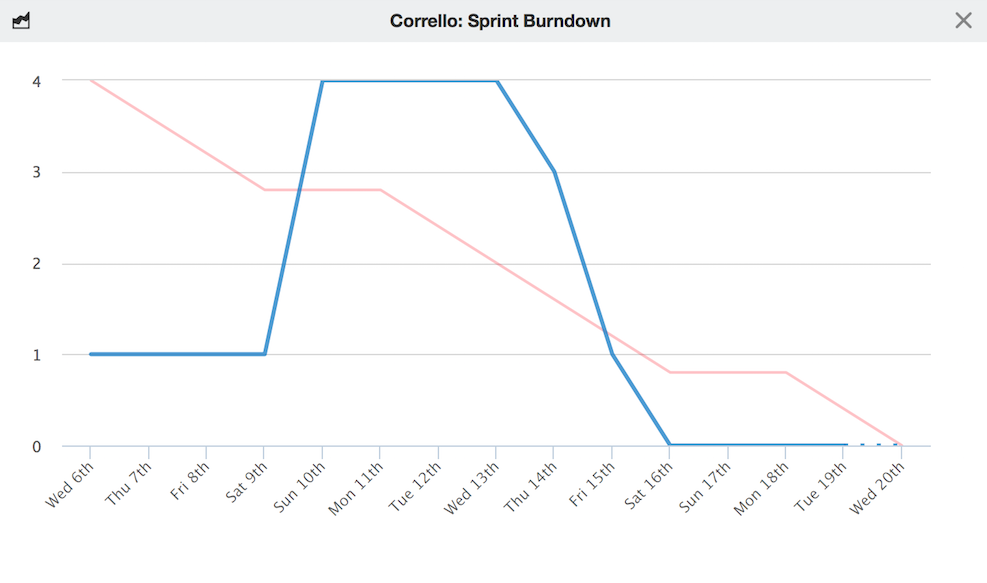 Corrello: Sprint Burndown
4
3
2
1
0
Wed 6th
Thu 7th
Fri 8th
Sat 9th
Sun 10th
Mon 11th
Tue 12th
Wed 13th
Thu 14th
Fri 15th
Sat 16th
Sun 17th
Mon 18th
Tue 19th
Wed 20th